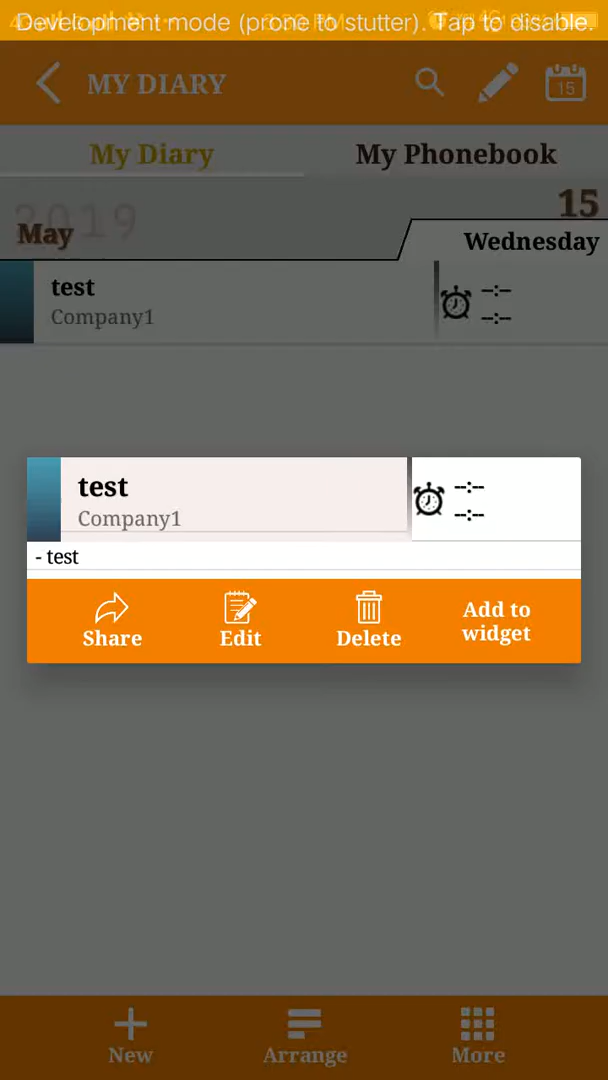 Development mode (prone to stutter). Tap to disable.
MY DIARY
15
My Diary
My Phonebook
2019
May
15
Wednesday
test
Company1
--:--
--:--
test
Company1
--:--
--:--
- test
Share
Edit
Delete
Add to
widget
New
Arrange
More